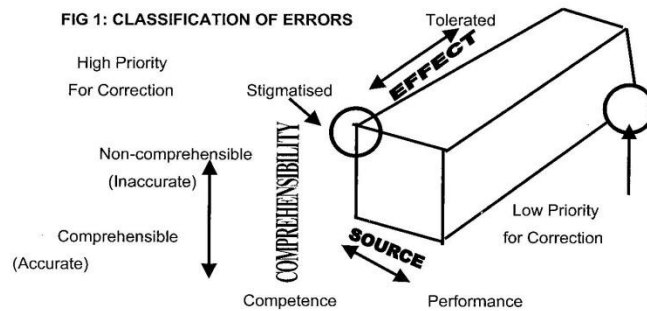 FIG 1: CLASSIFICATION OF ERRORS
Tolerated
High Priority
For Correction
EFFECT
Stigmatised
COMPREHENSIBILITY
Non-comprehensible
(Inaccurate)
Low Priority
for Correction
Comprehensible
(Accurate)
SOURCE
Competence
Performance